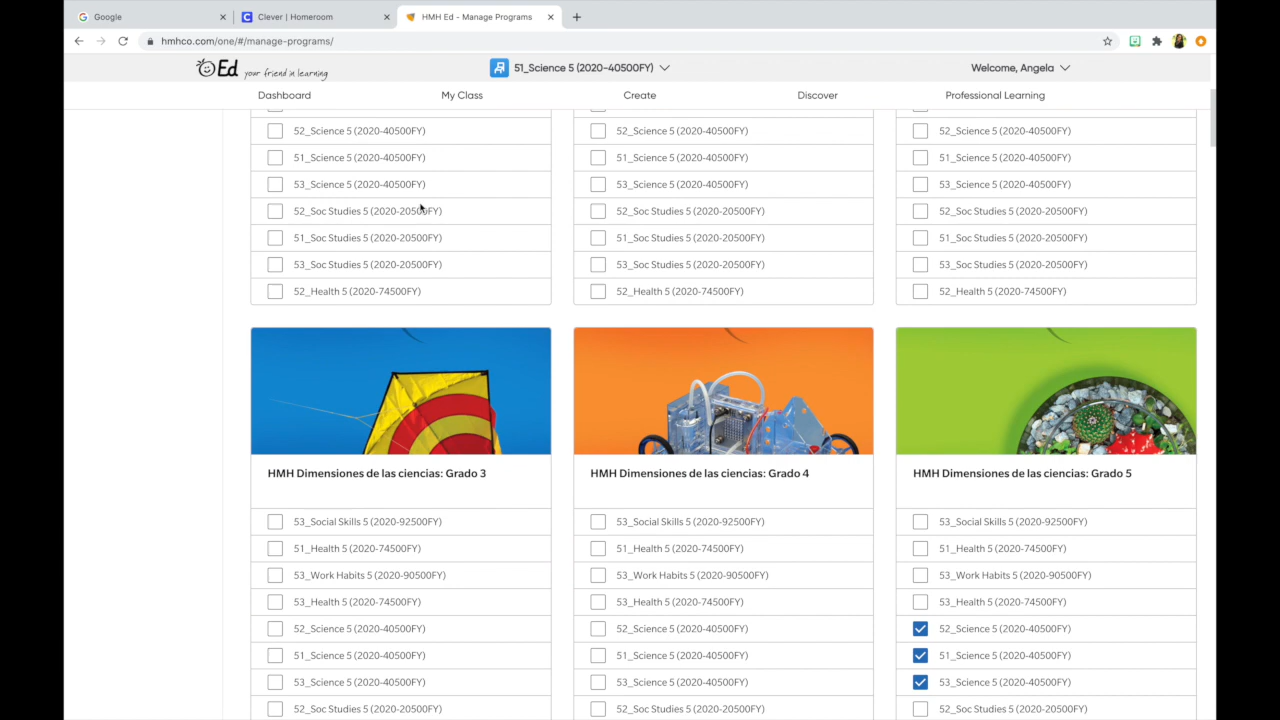 Google
Clever | Homeroom
HMH Ed - Manage Programs
hmhco.com/one/#/manage-programs/
Ed your friend in learning
51_Science 5 (2020-40500FY)
Welcome, Angela
Dashboard
My Class
Create
Discover
Professional Learning
52_Science 5 (2020-40500FY)
51_Science 5 (2020-40500FY)
53_Science 5 (2020-40500FY)
52_Soc Studies 5 (2020-20500FY)
51_Soc Studies 5 (2020-20500FY)
53_Soc Studies 5 (2020-20500FY)
52_Health 5 (2020-74500FY)
52_Science 5 (2020-40500FY)
51_Science 5 (2020-40500FY)
53_Science 5 (2020-40500FY)
52_Soc Studies 5 (2020-20500FY)
51_Soc Studies 5 (2020-20500FY)
53_Soc Studies 5 (2020-20500FY)
52_Health 5 (2020-74500FY)
52_Science 5 (2020-40500FY)
51_Science 5 (2020-40500FY)
53_Science 5 (2020-40500FY)
52_Soc Studies 5 (2020-20500FY)
51_Soc Studies 5 (2020-20500FY)
53_Soc Studies 5 (2020-20500FY)
52_Health 5 (2020-74500FY)
HMH Dimensiones de las ciencias: Grado 3
53_Social Skills 5 (2020-92500FY)
51_Health 5 (2020-74500FY)
53_Work Habits 5 (2020-90500FY)
53_Health 5 (2020-74500FY)
52_Science 5 (2020-40500FY)
51_Science 5 (2020-40500FY)
53_Science 5 (2020-40500FY)
52_Soc Studies 5 (2020-20500FY)
HMH Dimensiones de las ciencias: Grado 4
53_Social Skills 5 (2020-92500FY)
51_Health 5 (2020-74500FY)
53_Work Habits 5 (2020-90500FY)
53_Health 5 (2020-74500FY)
52_Science 5 (2020-40500FY)
51_Science 5 (2020-40500FY)
53_Science 5 (2020-40500FY)
52_Soc Studies 5 (2020-20500FY)
HMH Dimensiones de las ciencias: Grado 5
53_Social Skills 5 (2020-92500FY)
51_Health 5 (2020-74500FY)
53_Work Habits 5 (2020-90500FY)
53_Health 5 (2020-74500FY)
52_Science 5 (2020-40500FY)
51_Science 5 (2020-40500FY)
53_Science 5 (2020-40500FY)
52_Soc Studies 5 (2020-20500FY)